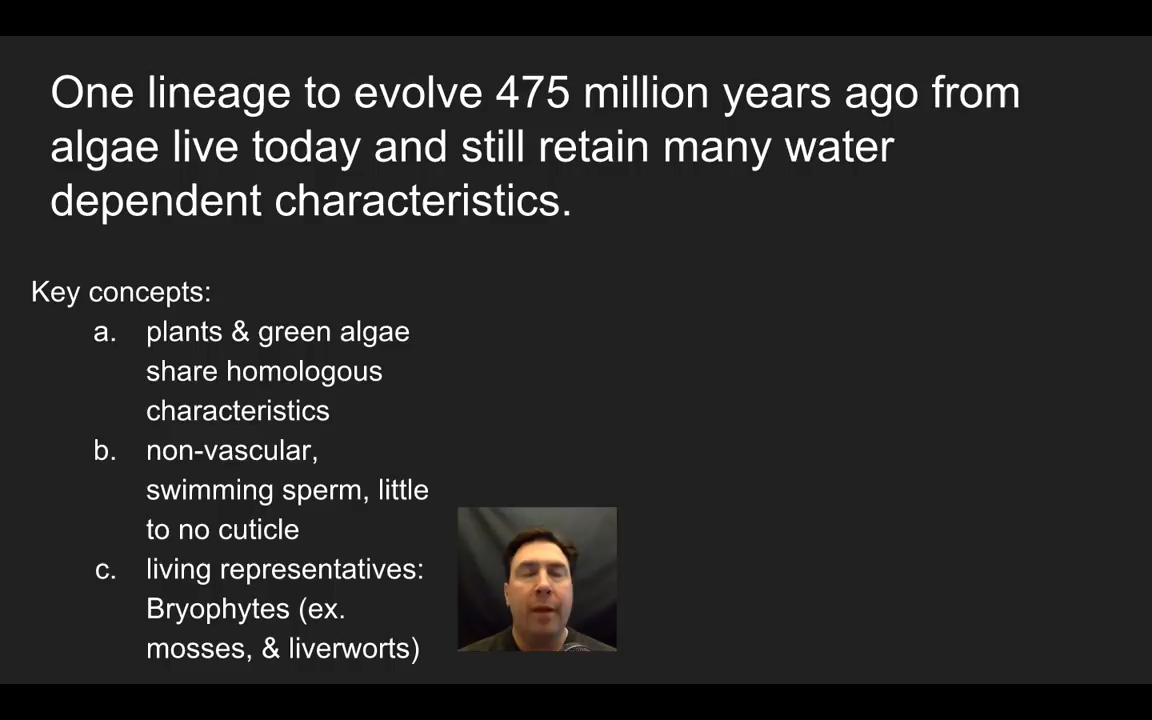 One lineage to evolve 475 million years ago from
algae live today and still retain many water
dependent characteristics.
Key concepts:
a. plants & green algae
share homologous
characteristics
b. non-vascular,
swimming sperm, little
to no cuticle
c. living representatives:
Bryophytes (ex.
mosses, & liverworts)